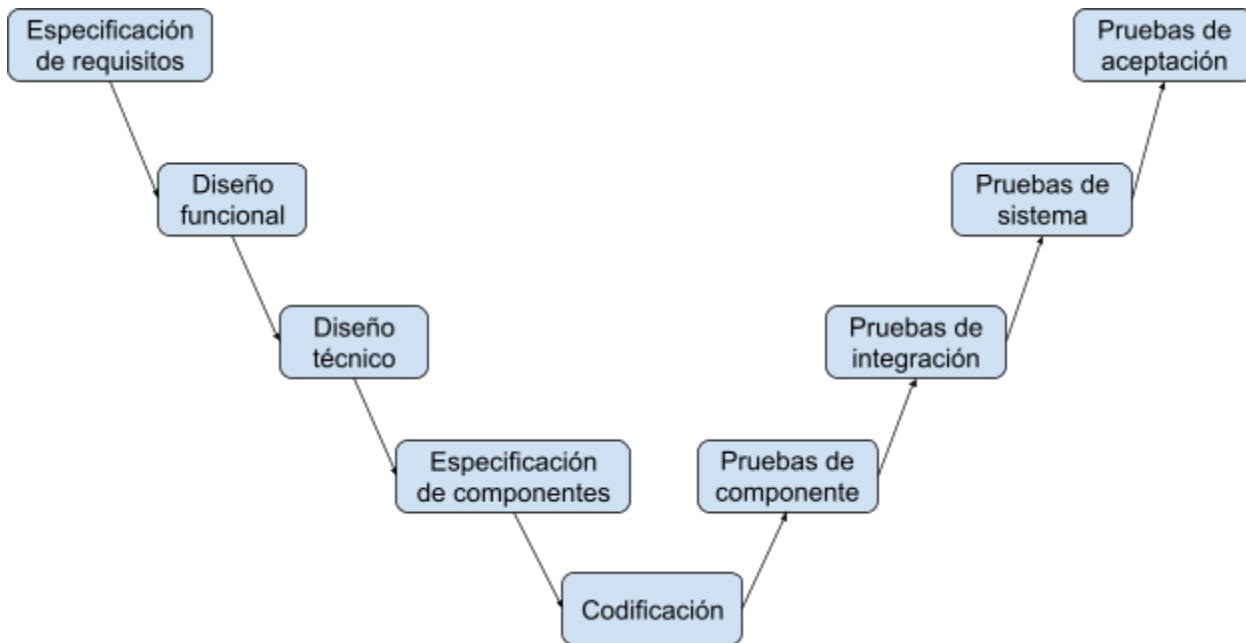 Especificación
de requisitos
Pruebas de
aceptación
Diseño
funcional
Pruebas de
sistema
Diseño
técnico
Pruebas de
integración
Especificación
de componentes
Pruebas de
componente
Codificación